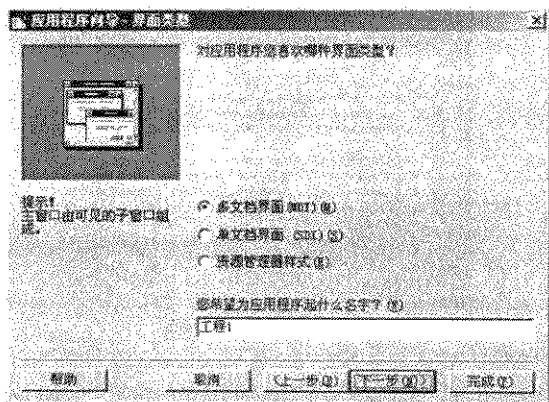 应用程序向导 - 界面类型
对应用程序您喜欢哪种界面类型？
提示!
主窗口由可见的子窗口组
成。
多文档界面(MDI)(M)
单文档界面 (SDI)(S)
资源管理器样式(E)
您希望为应用程序起什么名字？(Y)
工程1
帮助
取消
<上一步(B)
下一步(N)>
完成(F)